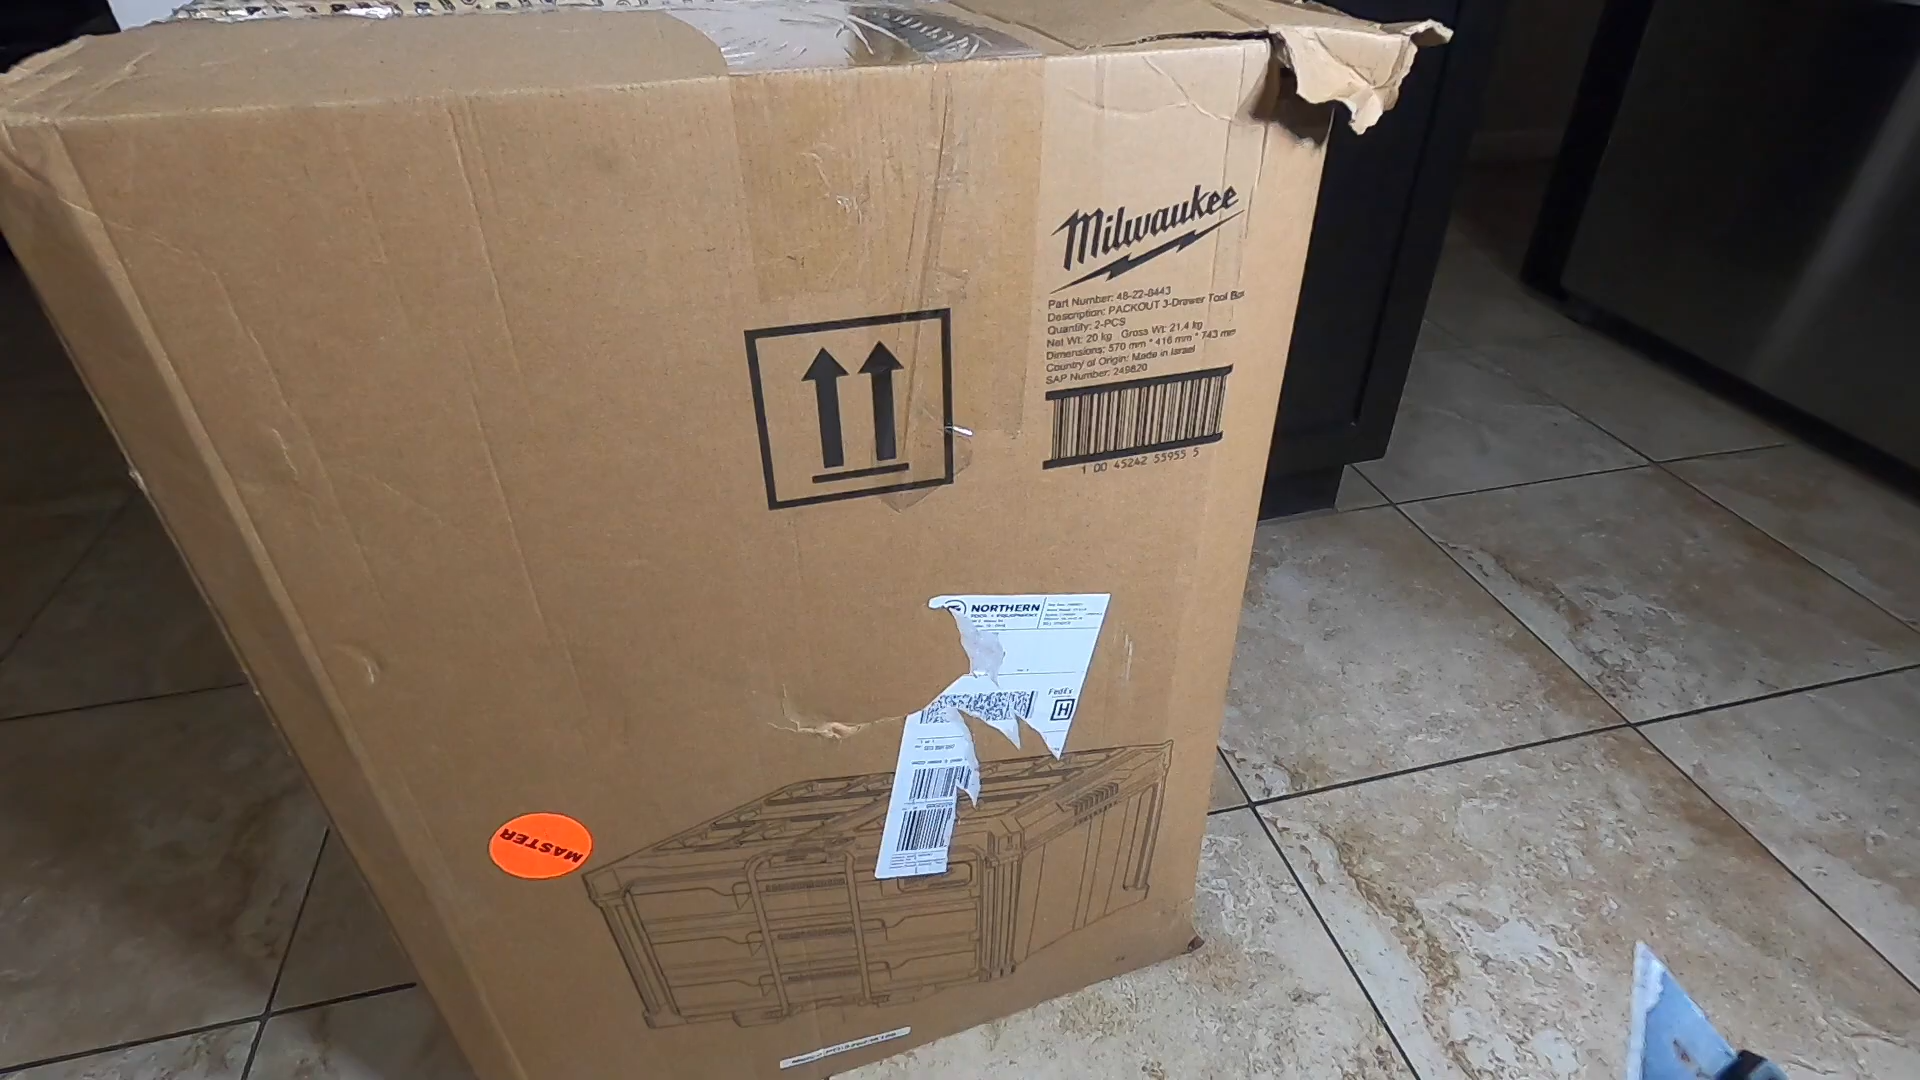 Milwaukee
Part Number: 48-22-8443
Description: PACKOUT 3-Drawer Tool Box
Quantity: 2-PCS
Net Wt: 20 kg Gross Wt: 21.4 kg
Dimensions: 570 mm * 416 mm * 743 mm
Country of Origin: Made in Israel
SAP Number: 249820
1 00 45242 55955 5
NORTHERN
TOOL + EQUIPMENT
FedEx
H
MASTER